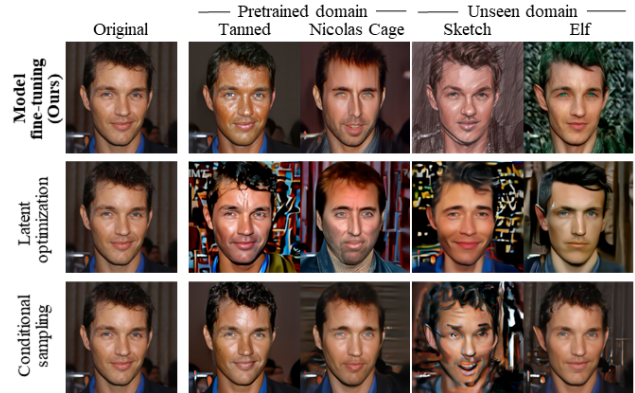 Pretrained domain Unseen domain
Original Tanned Nicolas Cage Sketch Elf
Model
fine-tuning
(Ours)
Latent
optimization
Conditional
sampling